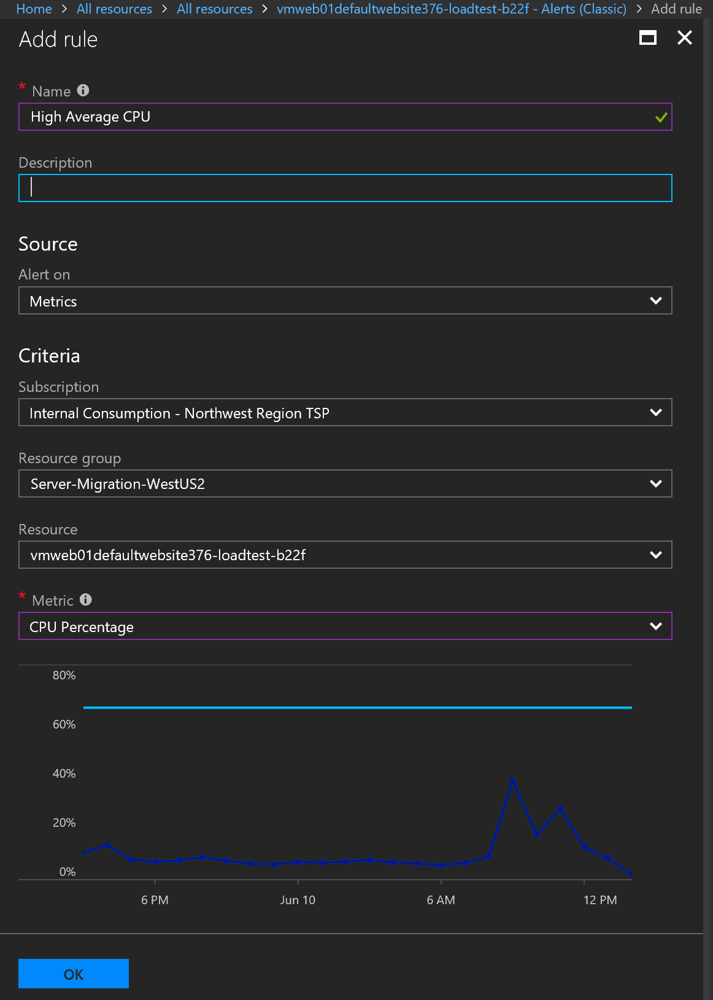 Home > All resources > All resources > vmweb01defaultwebsite376-loadtest-b22f - Alerts (Classic) > Add rule
Add rule
* Name
High Average CPU
Description
Source
Alert on
Metrics
Criteria
Subscription
Internal Consumption - Northwest Region TSP
Resource group
Server-Migration-WestUS2
Resource
vmweb01defaultwebsite376-loadtest-b22f
* Metric
CPU Percentage
80%
60%
40%
20%
0%
6 PM Jun 10 6 AM 12 PM
OK